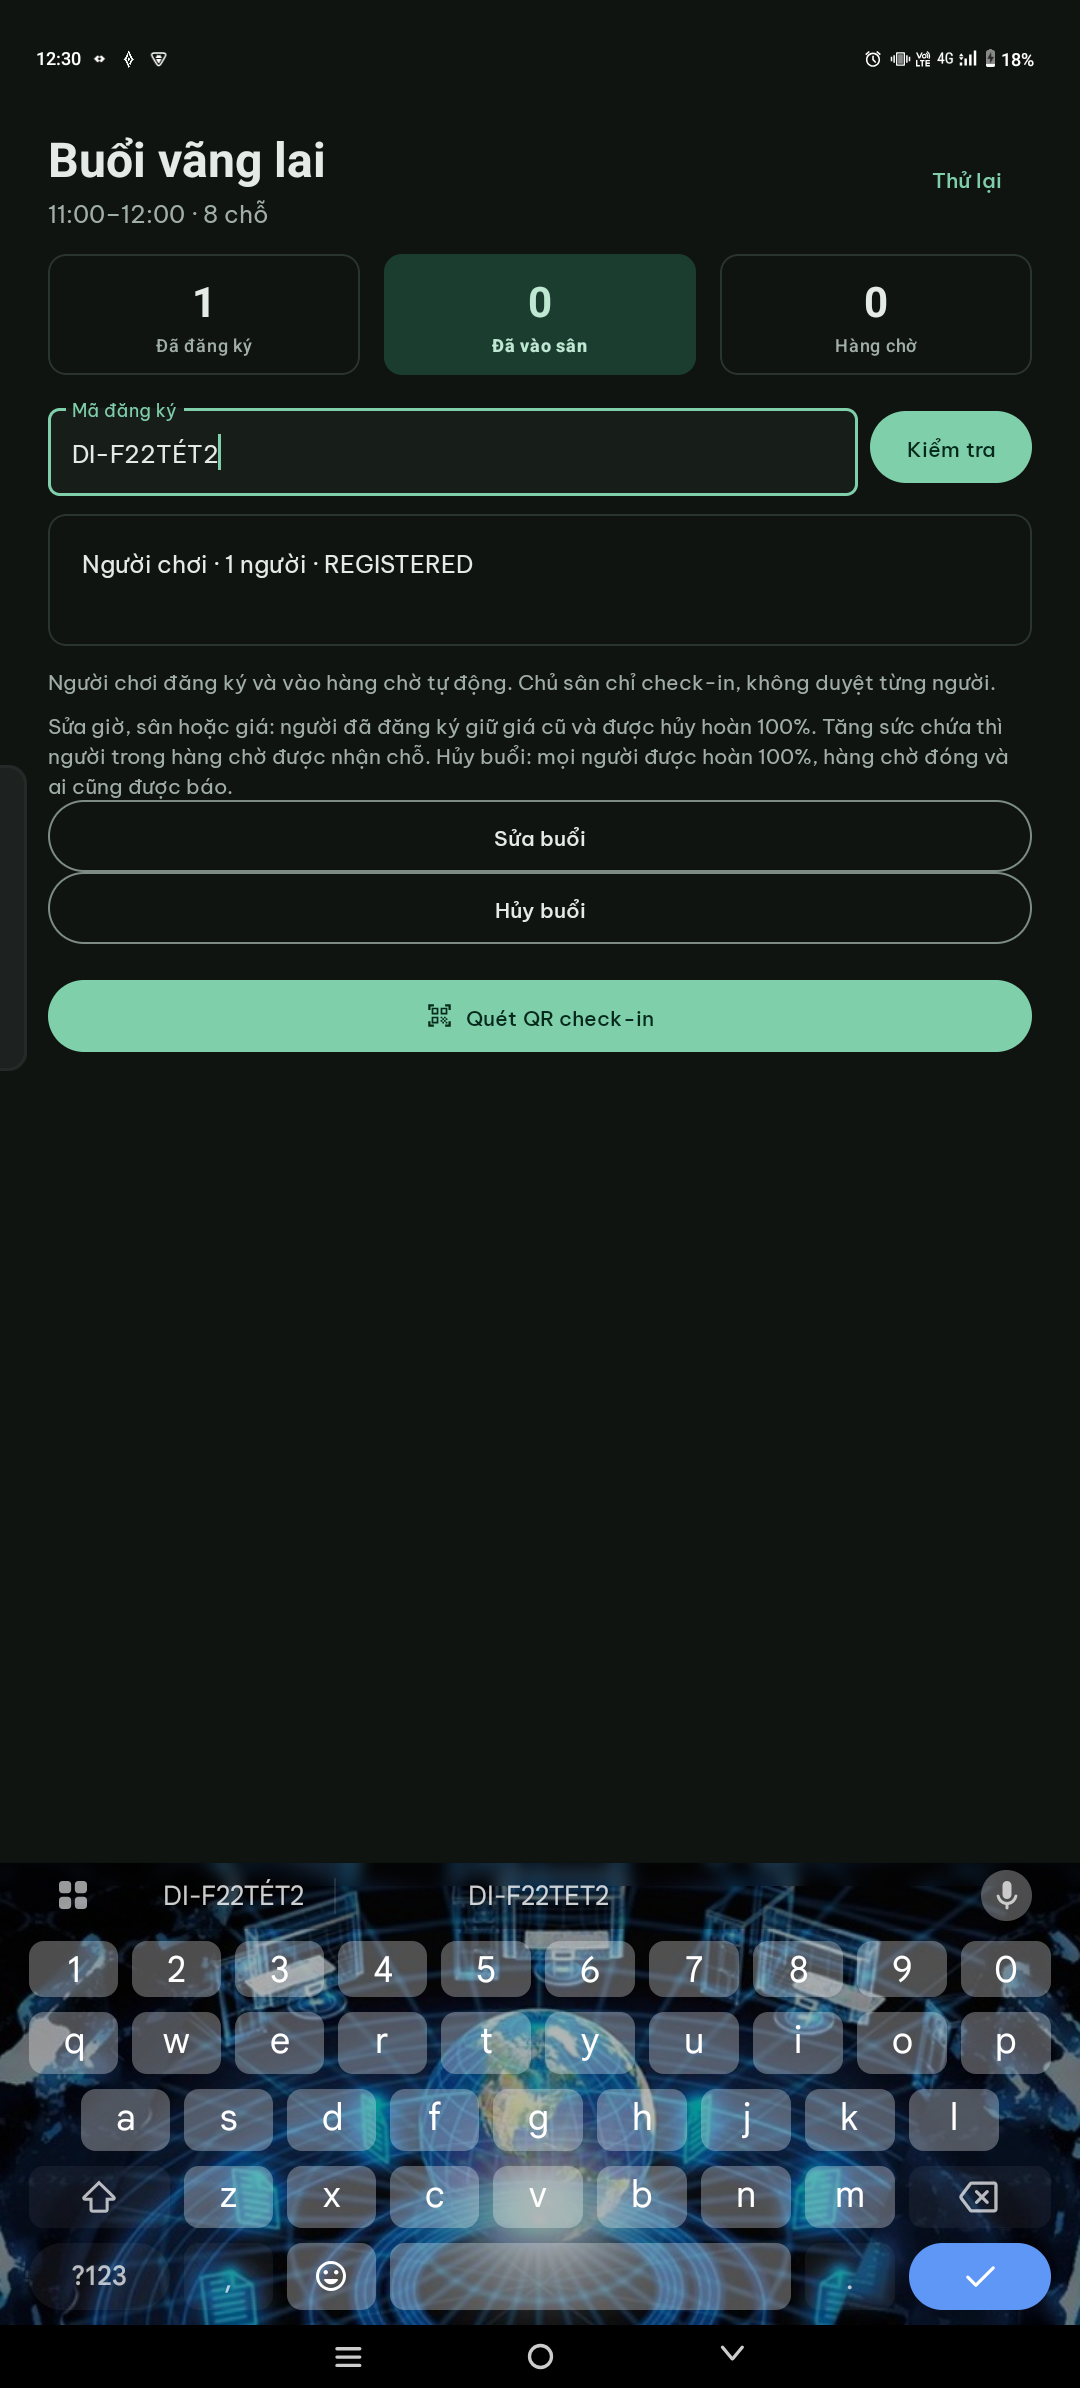 12:30
4G 18%
Buổi vãng lai
Thử lại
11:00–12:00 · 8 chỗ
1
Đã đăng ký
0
Đã vào sân
0
Hàng chờ
Mã đăng ký
DI-F22TÉT2
Kiểm tra
Người chơi · 1 người · REGISTERED
Người chơi đăng ký và vào hàng chờ tự động. Chủ sân chỉ check-in, không duyệt từng người.
Sửa giờ, sân hoặc giá: người đã đăng ký giữ giá cũ và được hủy hoàn 100%. Tăng sức chứa thì
người trong hàng chờ được nhận chỗ. Hủy buổi: mọi người được hoàn 100%, hàng chờ đóng và
ai cũng được báo.
Sửa buổi
Hủy buổi
Quét QR check-in
DI-F22TÉT2 DI-F22TET2
1 2 3 4 5 6 7 8 9 0
q w e r t y u i o p
a s d f g h j k l
z x c v b n m
?123 , .